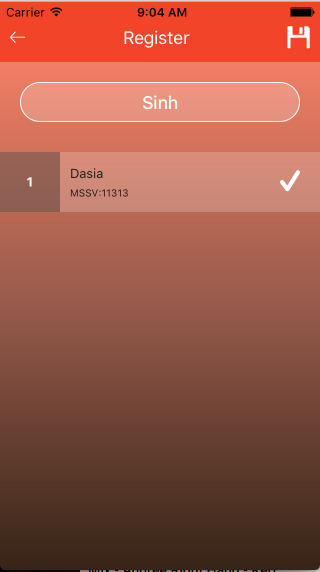 Carrier
9:04 AM
Register
Sinh
1
Dasia
MSSV:11313